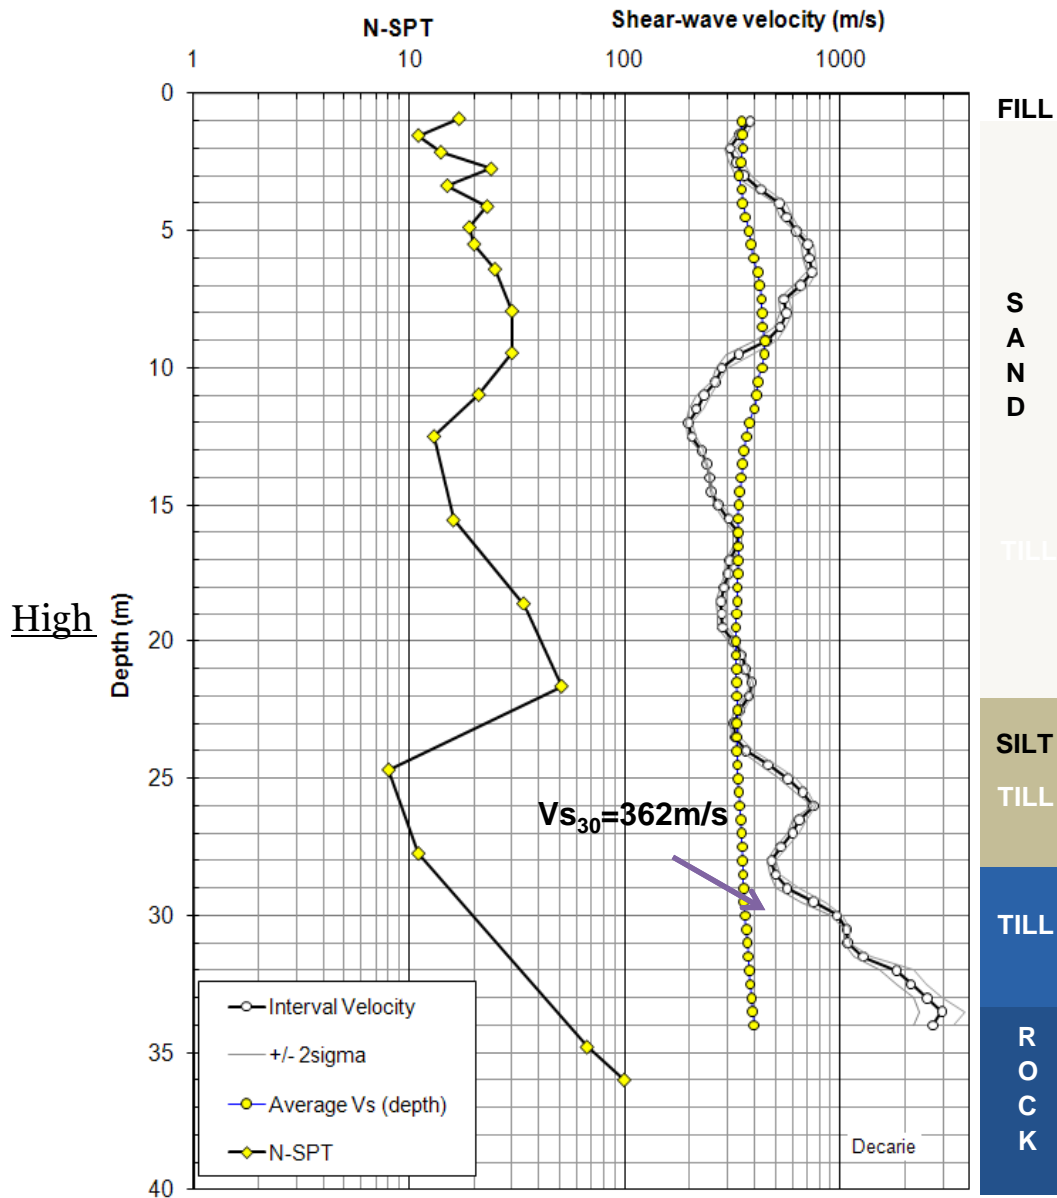 N-SPT
Shear-wave velocity (m/s)
1
10
100
1000
0
5
10
15
20
25
30
35
40
Depth (m)
High
Vs30=362m/s
Interval Velocity
+/- 2sigma
Average Vs (depth)
N-SPT
Decarie
FILL
S
A
N
D
TILL
SILT
TILL
TILL
R
O
C
K